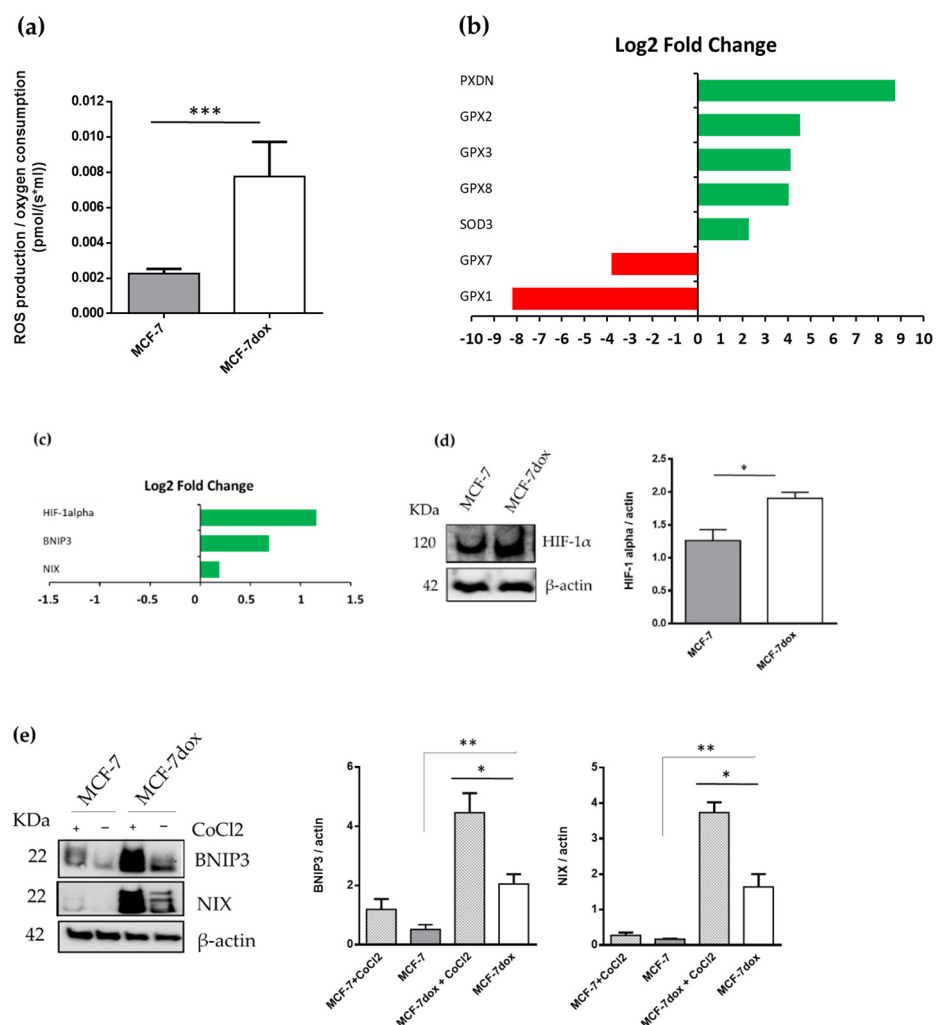 (a)
ROS production / oxygen consumption
(pmol/(s*ml))
0.012
0.010
0.008
0.006
0.004
0.002
0.000
***
MCF-7
MCF-7dox
(b)
Log2 Fold Change
PXDN
GPX2
GPX3
GPX8
SOD3
GPX7
GPX1
-10 -9 -8 -7 -6 -5 -4 -3 -2 -1 0 1 2 3 4 5 6 7 8 9 10
(c)
Log2 Fold Change
HIF-1alpha
BNIP3
NIX
-1.5 -1 -0.5 0 0.5 1 1.5
(d)
MCF-7
MCF-7dox
KDa
120
HIF-1α
42
β-actin
HIF-1 alpha / actin
2.5
2.0
1.5
1.0
0.5
0.0
*
MCF-7
MCF-7dox
(e)
MCF-7
MCF-7dox
KDa
+ – + –
CoCl2
22
BNIP3
22
NIX
42
β-actin
BNIP3 / actin
6
4
2
0
**
*
MCF-7+CoCl2
MCF-7
MCF-7dox + CoCl2
MCF-7dox
NIX / actin
5
4
3
2
1
0
**
*
MCF-7+CoCl2
MCF-7
MCF-7dox + CoCl2
MCF-7dox